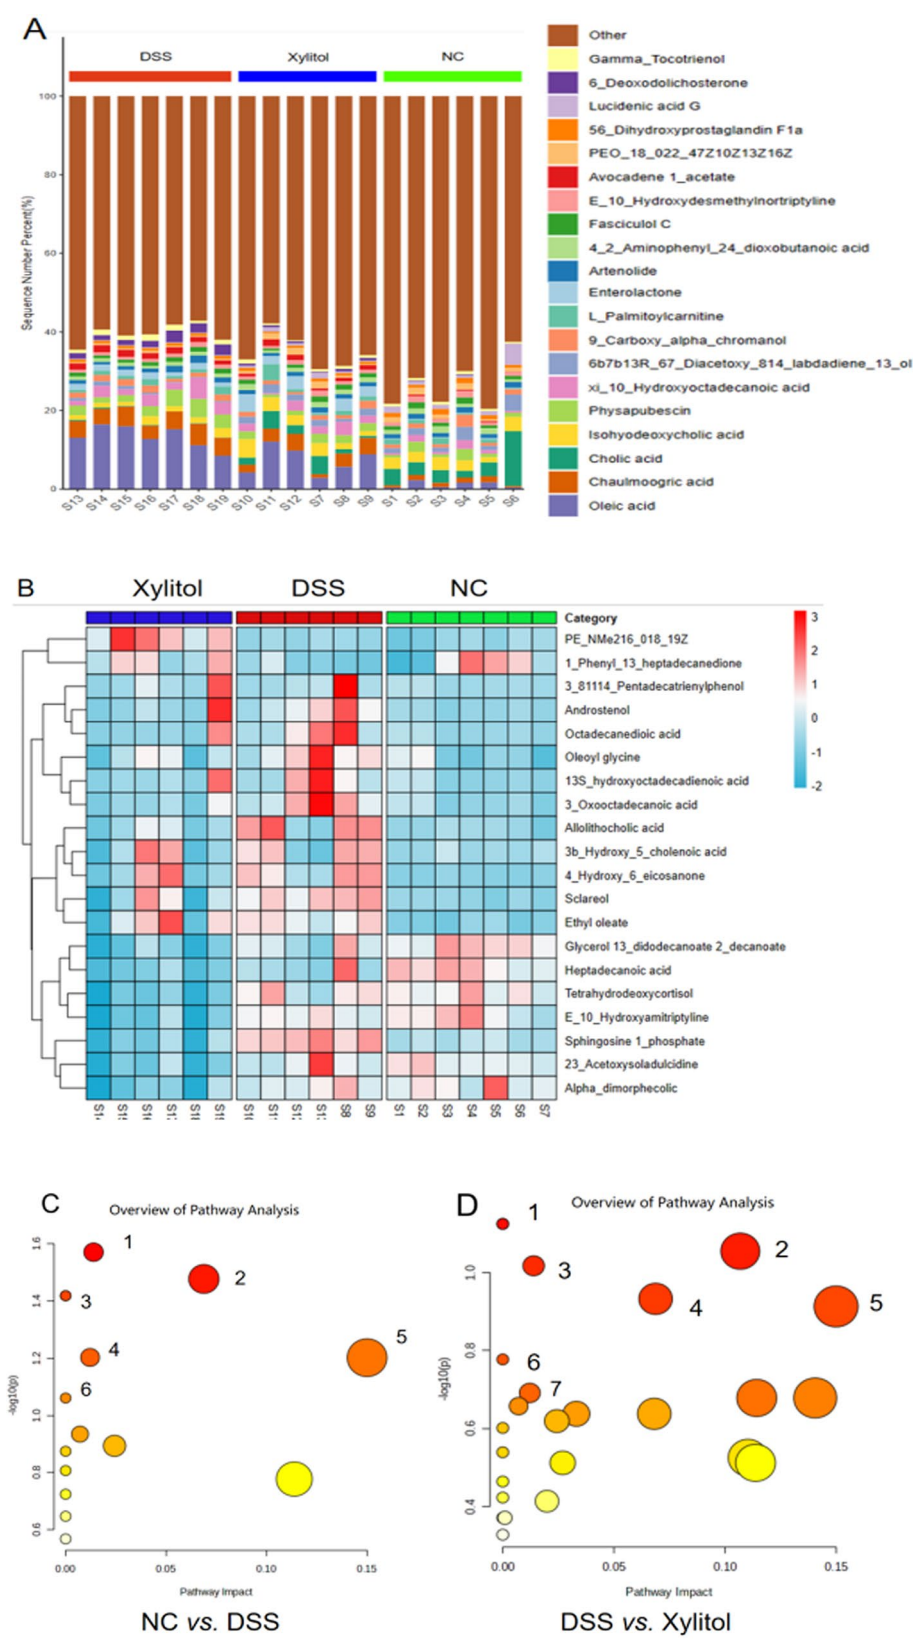 A
DSS Xylitol NC
Sequence Number Percent(%)
100
80
60
40
20
0
S13 S14 S15 S16 S17 S18 S19 S10 S11 S12 S7 S8 S9 S1 S2 S3 S4 S5 S6
Other
Gamma_Tocotrienol
6_Deoxodolichosterone
Lucidenic acid G
56_Dihydroxyprostaglandin F1a
PEO_18_022_47Z10Z13Z16Z
Avocadene 1_acetate
E_10_Hydroxydesmethylnortriptyline
Fasciculol C
4_2_Aminophenyl_24_dioxobutanoic acid
Artenolide
Enterolactone
L_Palmitoylcarnitine
9_Carboxy_alpha_chromanol
6b7b13R_67_Diacetoxy_814_labdadiene_13_ol
xi_10_Hydroxyoctadecanoic acid
Physapubescin
Isohyodeoxycholic acid
Cholic acid
Chaulmoogric acid
Oleic acid
B
Xylitol DSS NC
Category
PE_NMe216_018_19Z
1_Phenyl_13_heptadecanedione
3_81114_Pentadecatrienylphenol
Androstenol
Octadecanedioic acid
Oleoyl glycine
13S_hydroxyoctadecadienoic acid
3_Oxooctadecanoic acid
Allolithocholic acid
3b_Hydroxy_5_cholenoic acid
4_Hydroxy_6_eicosanone
Sclareol
Ethyl oleate
Glycerol 13_didodecanoate 2_decanoate
Heptadecanoic acid
Tetrahydrodeoxycortisol
E_10_Hydroxyamitriptyline
Sphingosine 1_phosphate
23_Acetoxysoladulcidine
Alpha_dimorphecolic
3
2
1
0
-1
-2
S8 S9 S1 S2 S3 S4 S5 S6 S7
C
Overview of Pathway Analysis
-log10(p)
1.6
1.4
1.2
1.0
0.8
0.6
1
2
3
4
5
6
0.00 0.05 0.10 0.15
Pathway Impact
NC vs. DSS
D
Overview of Pathway Analysis
-log10(p)
1.0
0.8
0.6
0.4
1
2
3
4
5
6
7
0.00 0.05 0.10 0.15
Pathway Impact
DSS vs. Xylitol